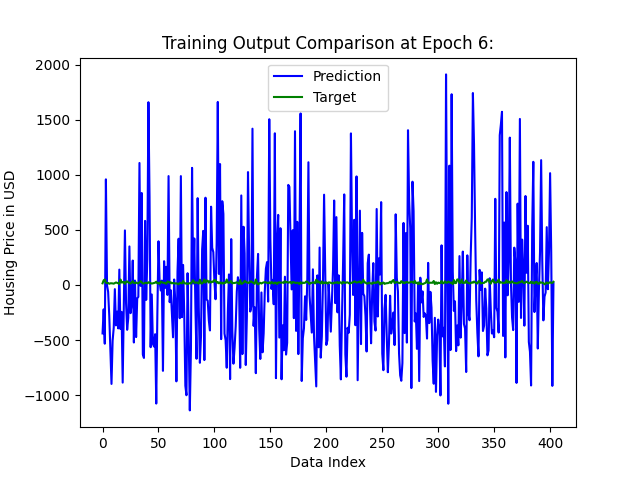 Training Output Comparison at Epoch 6:
Prediction
Target
Housing Price in USD
2000
1500
1000
500
0
−500
−1000
0 50 100 150 200 250 300 350 400
Data Index